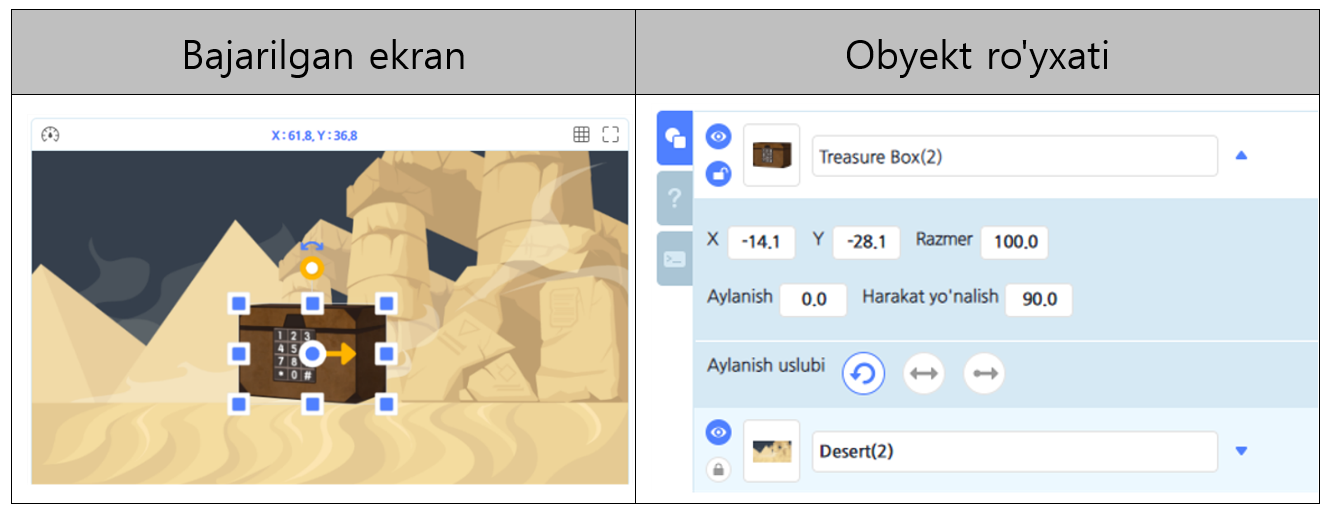 Bajarilgan ekran
Obyekt ro'yxati
X : 61.8, Y : 36.8
1 2 3
4 5
7 8
* 0 #
?
>_
Treasure Box(2)
X -14.1 Y -28.1 Razmer 100.0
Aylanish 0.0 Harakat yo'nalish 90.0
Aylanish uslubi
Desert(2)